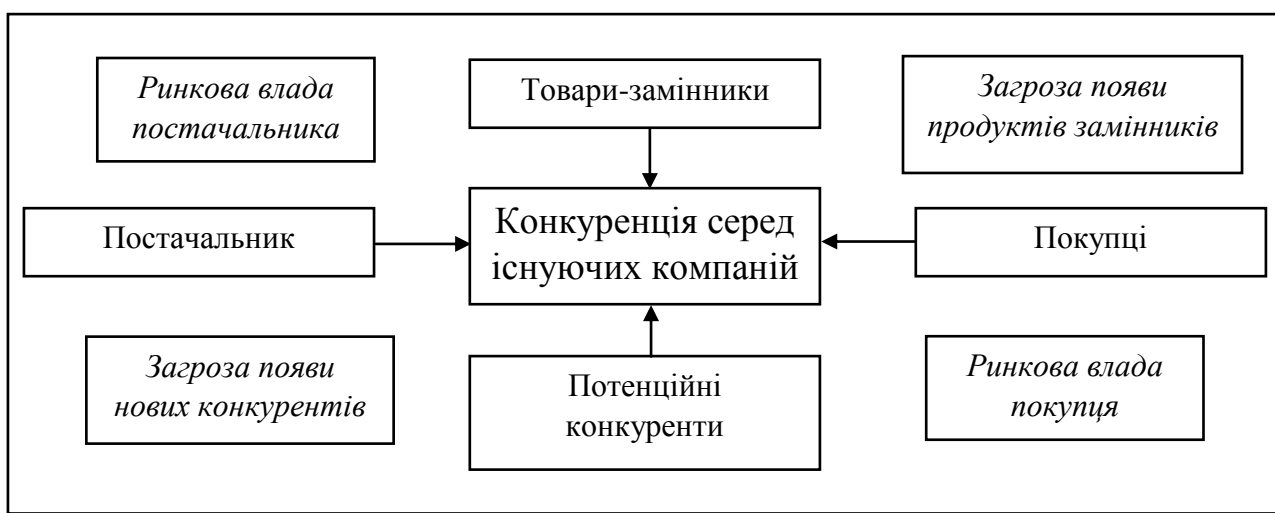 Ринкова влада
постачальника
Товари-замінники
Загроза появи
продуктів замінників
Постачальник
Конкуренція серед
існуючих компаній
Покупці
Загроза появи
нових конкурентів
Потенційні
конкуренти
Ринкова влада
покупця